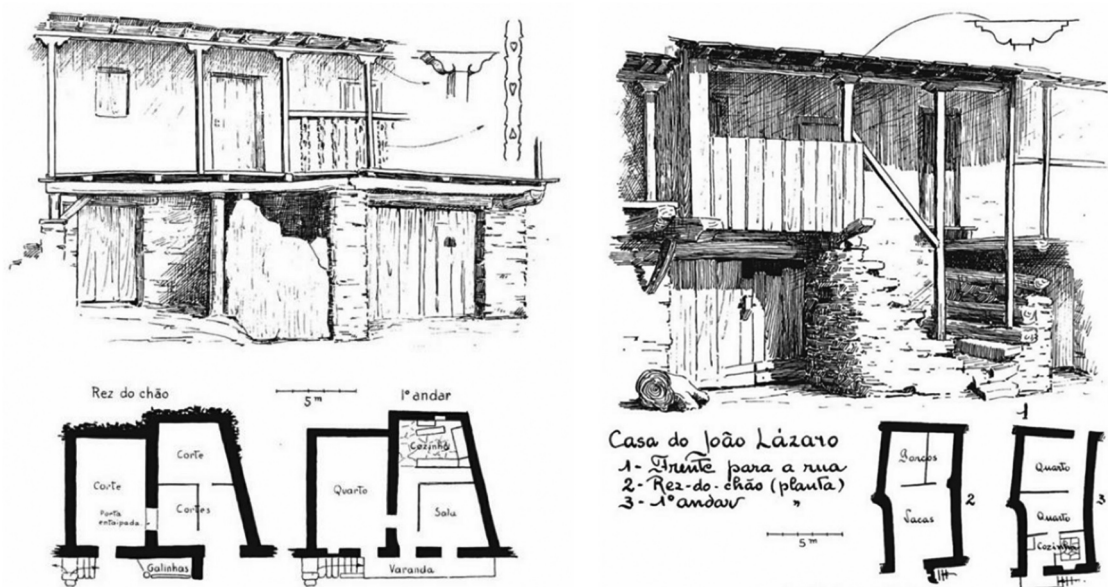 Rez do chão
5ᵐ
1º andar
Corte
Corte
Cortes
Porta
entaipada
Galinhas
Cozinha
Quarto
Sala
Varanda
Casa do João Lázaro
1 - Frente para a rua
2 - Rez-do-chão (planta)
3 - 1º andar "
5ᵐ
1
Porcos
Vacas
2
Quarto
Quarto
Cozinha
3